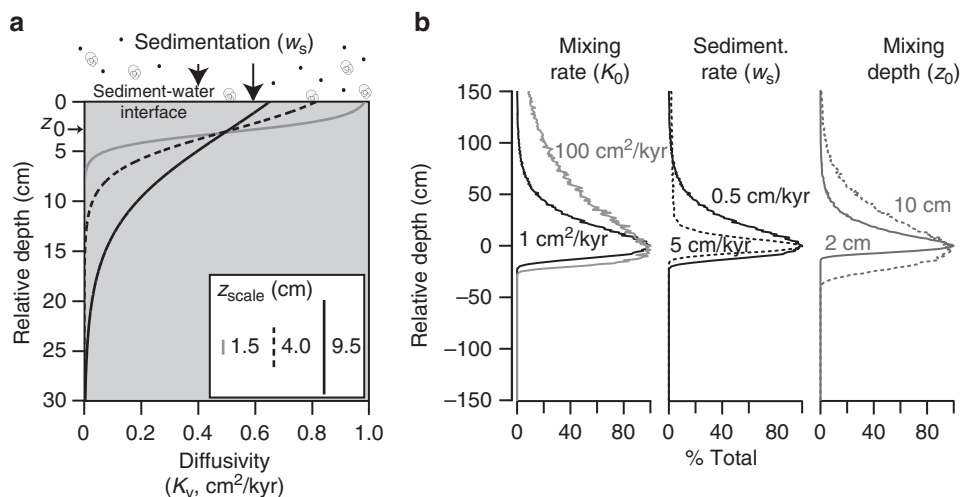 a
Sedimentation (wₛ)
Sediment-water
interface
z₀
0
5
10
15
20
25
30
Relative depth (cm)
z_scale (cm)
1.5 4.0 9.5
0 0.2 0.4 0.6 0.8 1.0
Diffusivity
(Kᵥ, cm²/kyr)
b
Mixing
rate (K₀)
Sediment.
rate (wₛ)
Mixing
depth (z₀)
150
100
50
0
−50
−100
−150
Relative depth (cm)
100 cm²/kyr
1 cm²/kyr
0.5 cm/kyr
5 cm/kyr
10 cm
2 cm
0 40 80
0 40 80
0 40 80
% Total